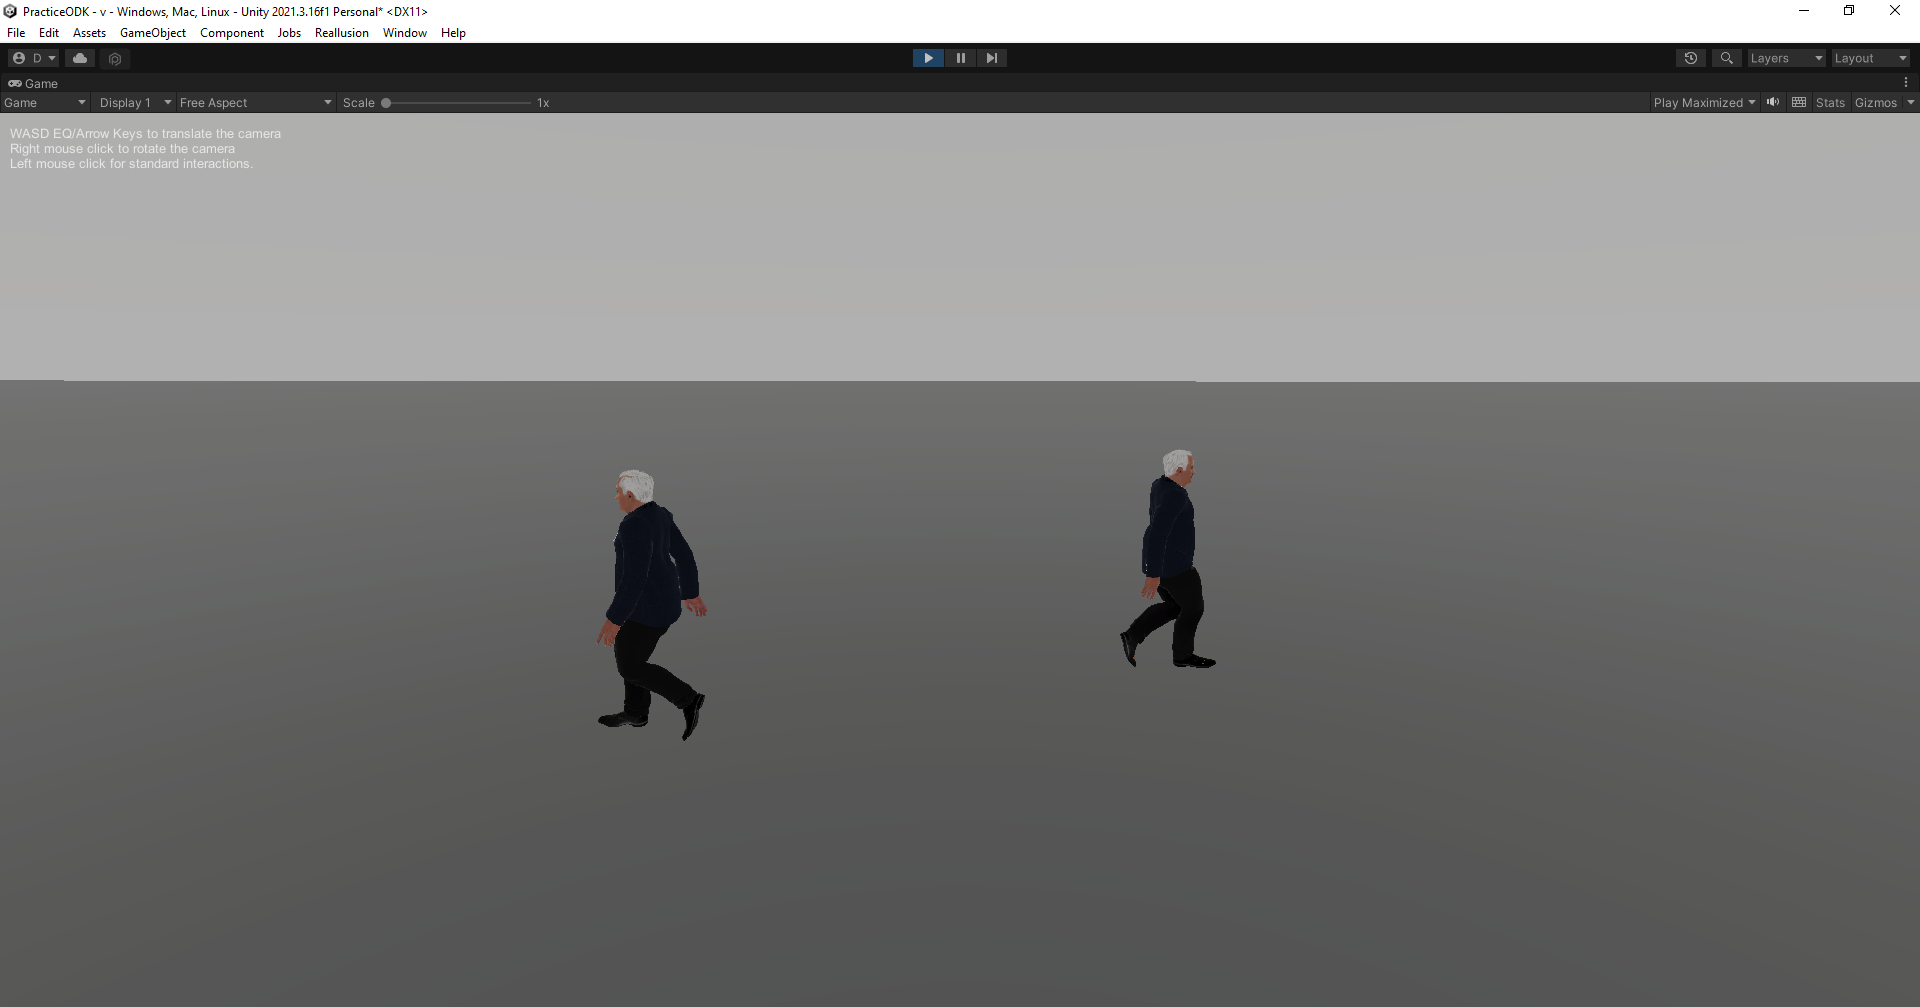 PracticeODK - v - Windows, Mac, Linux - Unity 2021.3.16f1 Personal* <DX11>
File Edit Assets GameObject Component Jobs Reallusion Window Help
D Layers Layout
Game
Game Display 1 Free Aspect Scale 1x Play Maximized Stats Gizmos
WASD EQ/Arrow Keys to translate the camera
Right mouse click to rotate the camera
Left mouse click for standard interactions.